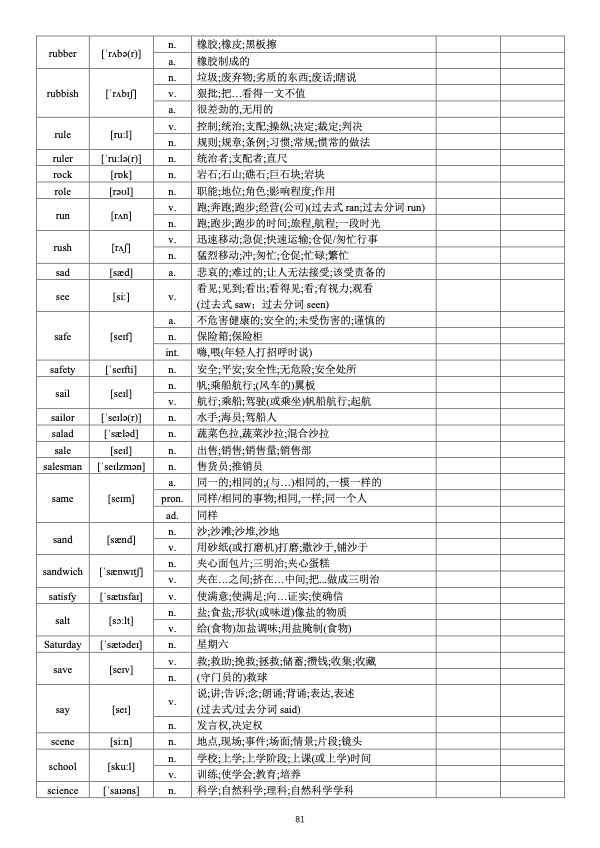 rubber [ˈrʌbə(r)] n. 橡胶;橡皮;黑板擦
a. 橡胶制成的
rubbish [ˈrʌbɪʃ] n. 垃圾;废弃物;劣质的东西;废话;瞎说
v. 狠批;把…看得一文不值
a. 很差劲的,无用的
rule [ruːl] v. 控制;统治;支配;操纵;决定;裁定;判决
n. 规则;规章;条例;习惯;常规;惯常的做法
ruler [ˈruːlə(r)] n. 统治者;支配者;直尺
rock [rɒk] n. 岩石;石山;礁石;巨石块;岩块
role [rəʊl] n. 职能;地位;角色;影响程度;作用
run [rʌn] v. 跑;奔跑;跑步;经营(公司)(过去式 ran;过去分词 run)
n. 跑;跑步;跑步的时间;旅程,航程;一段时光
rush [rʌʃ] v. 迅速移动;急促;快速运输;仓促/匆忙行事
n. 猛烈移动;冲;匆忙;仓促;忙碌;繁忙
sad [sæd] a. 悲哀的;难过的;让人无法接受;该受责备的
see [siː] v. 看见;见到;看出;看得见;看;有视力;观看
(过去式 saw；过去分词 seen)
safe [seɪf] a. 不危害健康的;安全的;未受伤害的;谨慎的
n. 保险箱;保险柜
int. 嗨,喂(年轻人打招呼时说)
safety [ˈseɪfti] n. 安全;平安;安全性;无危险;安全处所
sail [seɪl] n. 帆;乘船航行;(风车的)翼板
v. 航行;乘船;驾驶(或乘坐)帆船航行;起航
sailor [ˈseɪlə(r)] n. 水手;海员;驾船人
salad [ˈsæləd] n. 蔬菜色拉,蔬菜沙拉;混合沙拉
sale [seɪl] n. 出售;销售;销售量;销售部
salesman [ˈseɪlzmən] n. 售货员;推销员
same [seɪm] a. 同一的;相同的;(与…)相同的,一模一样的
pron. 同样/相同的事物;相同,一样;同一个人
ad. 同样
sand [sænd] n. 沙;沙滩;沙堆,沙地
v. 用砂纸(或打磨机)打磨;撒沙于,铺沙于
sandwich [ˈsænwɪtʃ] n. 夹心面包片;三明治;夹心蛋糕
v. 夹在…之间;挤在…中间;把...做成三明治
satisfy [ˈsætɪsfaɪ] v. 使满意;使满足;向…证实;使确信
salt [sɔːlt] n. 盐;食盐;形状(或味道)像盐的物质
v. 给(食物)加盐调味;用盐腌制(食物)
Saturday [ˈsætədeɪ] n. 星期六
save [seɪv] v. 救;救助;挽救;拯救;储蓄;攒钱;收集;收藏
n. (守门员的)救球
say [seɪ] v. 说;讲;告诉;念;朗诵;背诵;表达,表述
(过去式/过去分词 said)
n. 发言权,决定权
scene [siːn] n. 地点,现场;事件;场面;情景;片段;镜头
school [skuːl] n. 学校;上学;上学阶段;上课(或上学)时间
v. 训练;使学会;教育;培养
science [ˈsaɪəns] n. 科学;自然科学;理科;自然科学学科
81